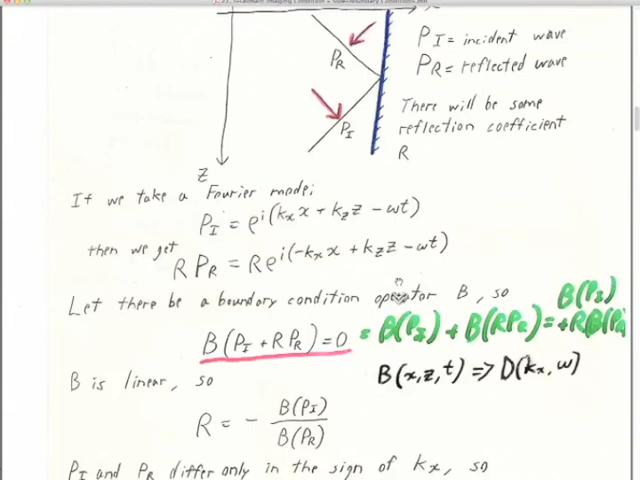 x
P_I = incident wave
P_R = reflected wave
P_R
There will be some
reflection coefficient
R
P_I
Z
If we take a Fourier mode;
P_I = e^i(k_x x + k_z z - ωt)
then we get
R P_R = R e^i(-k_x x + k_z z - ωt)
Let there be a boundary condition operator B, so
B(P_I)
B(P_I + R P_R) = 0 = B(P_I) + B(RP_R) = + R B(P_R
B(x,z,t) => D(k_x, ω)
B is linear, so
R = - B(P_I) / B(P_R)
P_I and P_R differ only in the sign of k_x, so